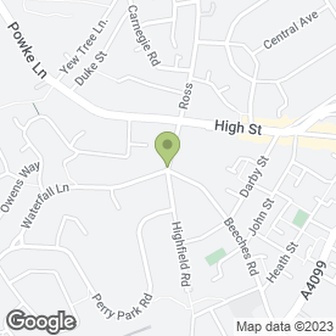 Powke Ln
Yew Tree Ln.
Carnegie Rd
Duke St
Central Ave
Ross
High St
Owens Way
Waterfall Ln
Darby St
John St
Heath St
Beeches Rd
Highfield Rd
Perry Park Rd
A4099
Map data ©2023